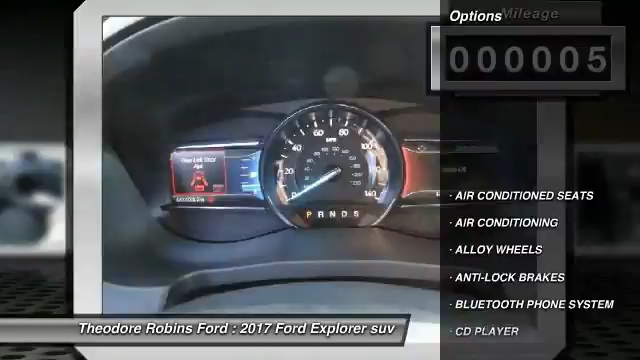 Options
Mileage
000005
20 40 60 80 100 120 140
MPH
Ajar
P R N D S
· AIR CONDITIONED SEATS
· AIR CONDITIONING
· ALLOY WHEELS
· ANTI-LOCK BRAKES
· BLUETOOTH PHONE SYSTEM
· CD PLAYER
Theodore Robins Ford : 2017 Ford Explorer suv